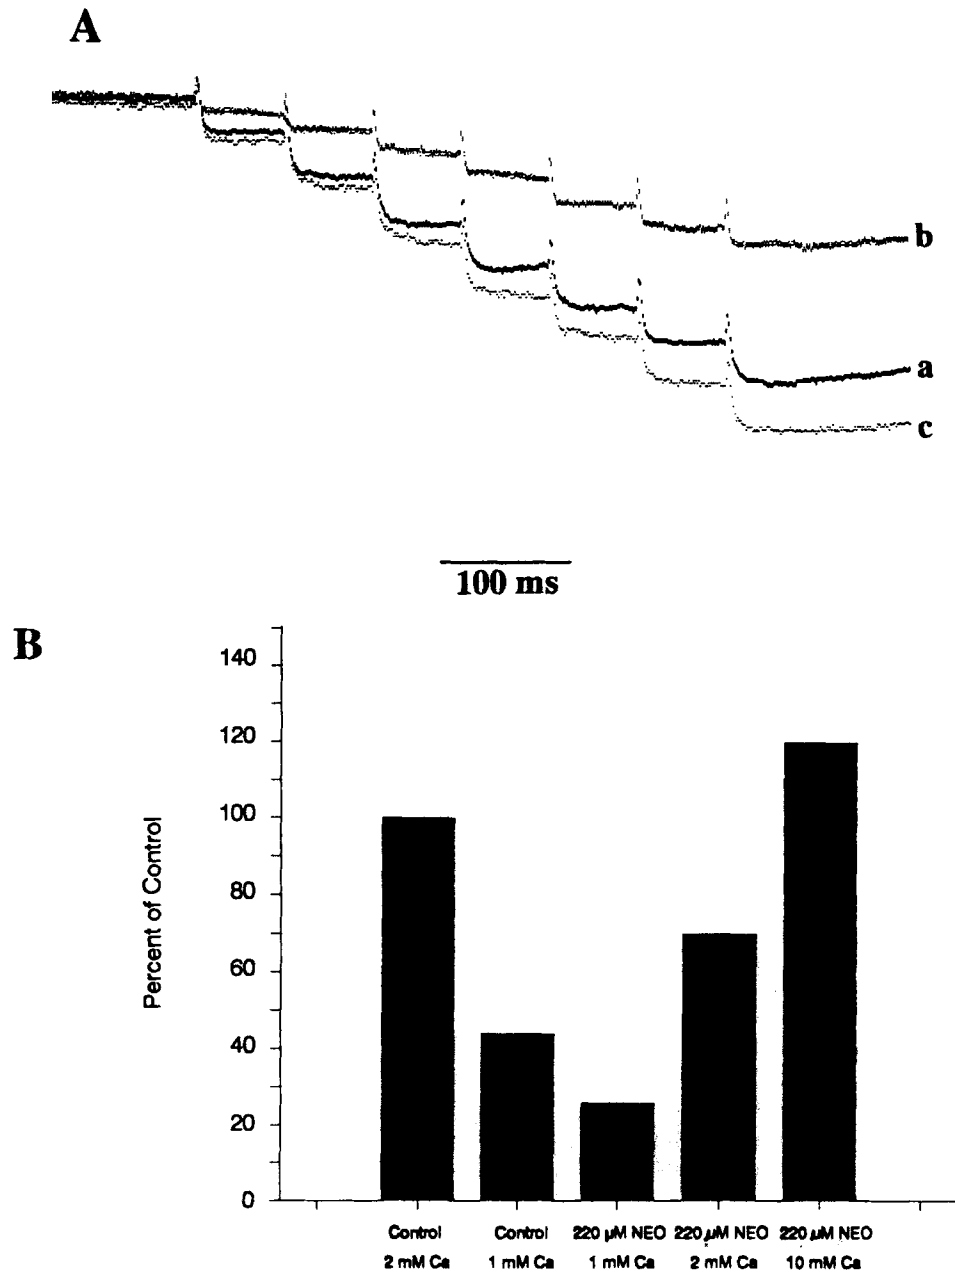 A
b
a
c
100 ms
B
140
120
100
80
60
40
20
0
Percent of Control
Control
2 mM Ca
Control
1 mM Ca
220 µM NEO
1 mM Ca
220 µM NEO
2 mM Ca
220 µM NEO
10 mM Ca